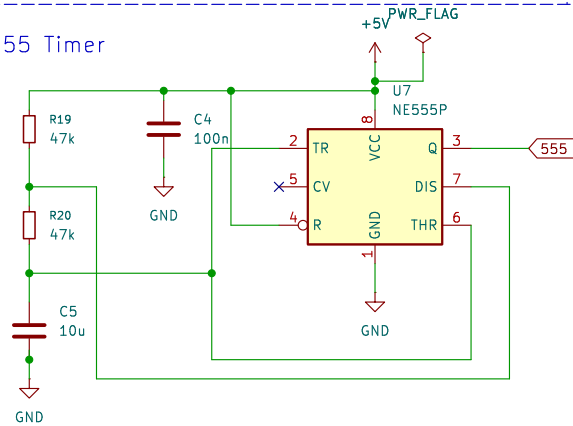 PWR_FLAG
+5V
55 Timer
U7
NE555P
R19
47k
C4
100n
8
VCC
2
TR
Q
3
555
5
CV
DIS
7
R20
47k
4
R
GND
THR
6
1
GND
C5
10u
GND
GND